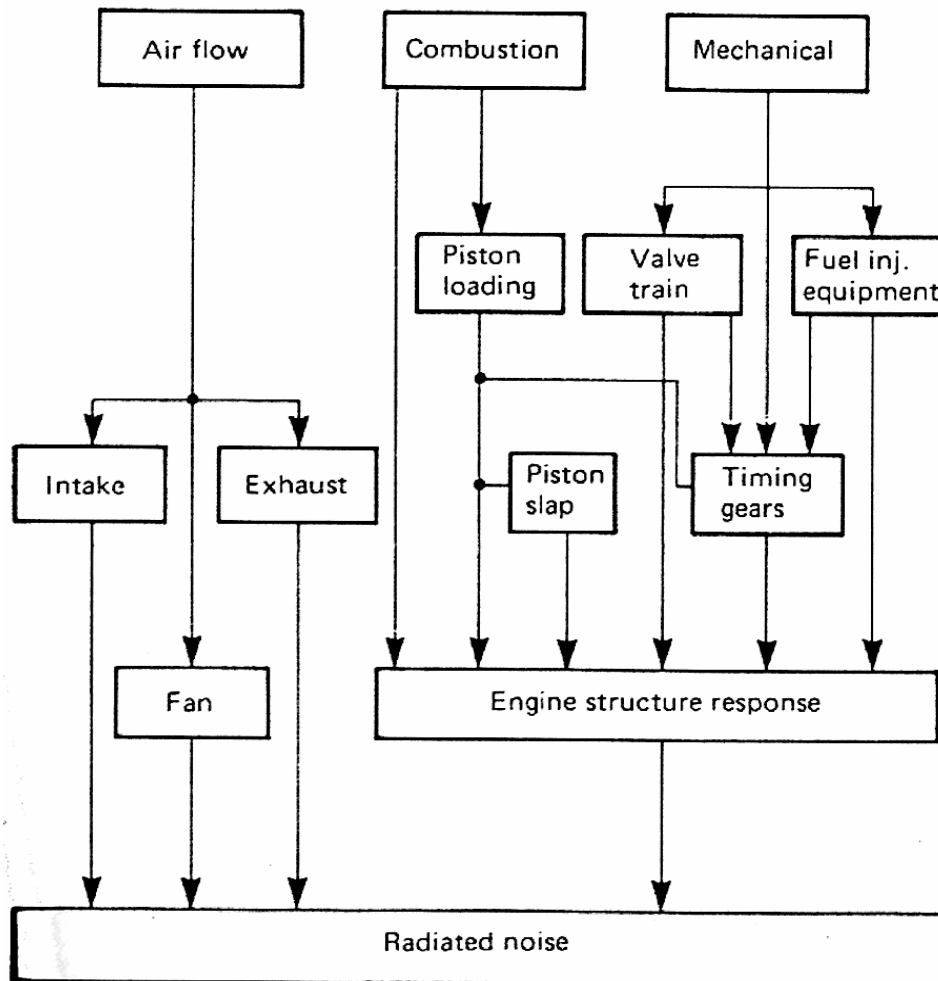 Air flow
Combustion
Mechanical
Piston
loading
Valve
train
Fuel inj.
equipment
Intake
Exhaust
Piston
slap
Timing
gears
Fan
Engine structure response
Radiated noise